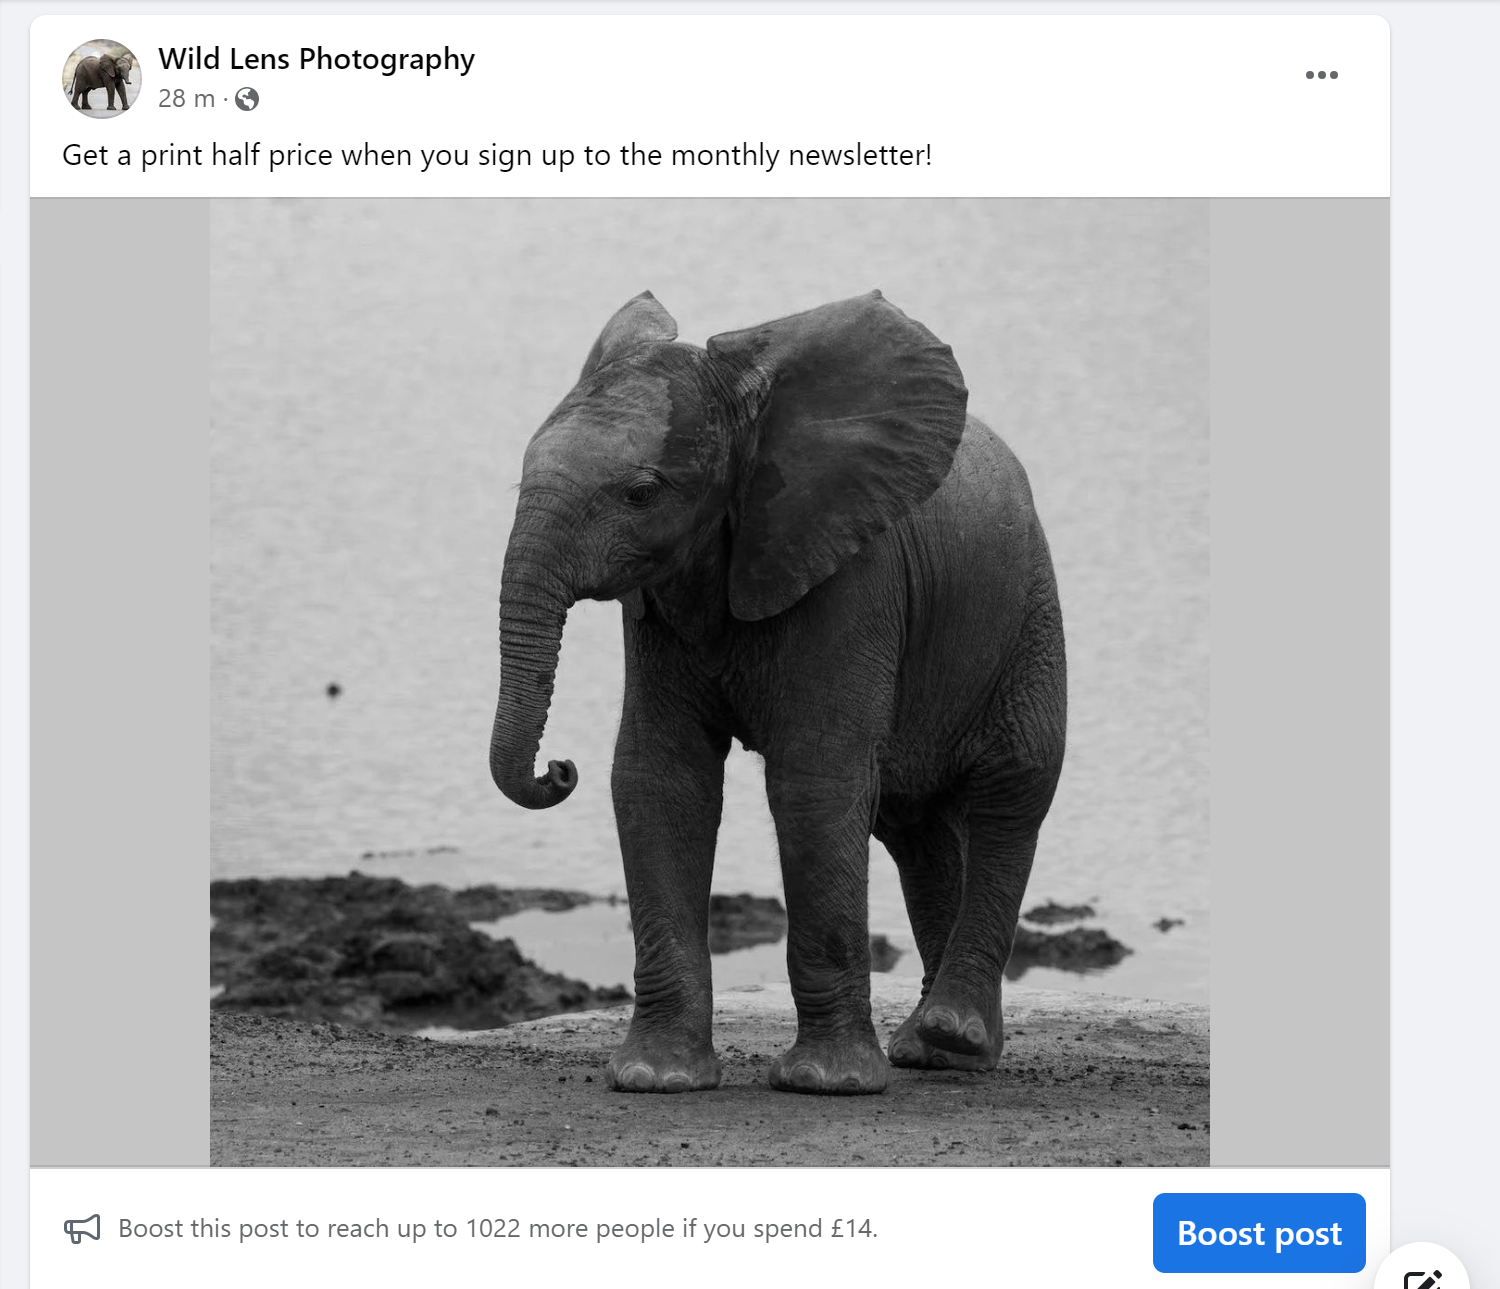 Wild Lens Photography
28 m ·
Get a print half price when you sign up to the monthly newsletter!
Boost this post to reach up to 1022 more people if you spend £14.
Boost post